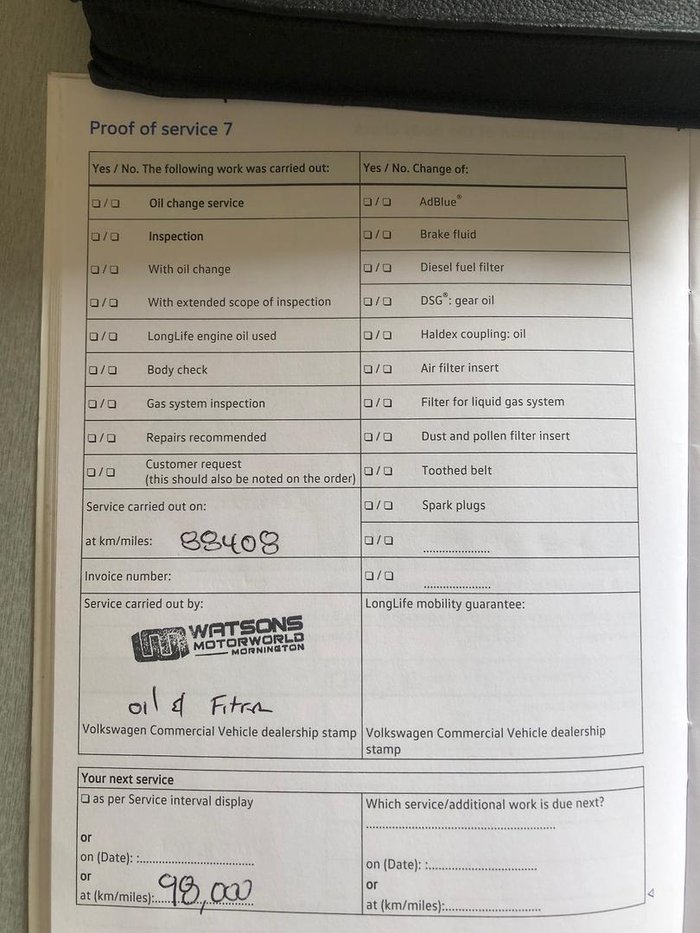 Proof of service 7
Yes / No. The following work was carried out:
❑ / ❑ Oil change service
❑ / ❑ Inspection
❑ / ❑ With oil change
❑ / ❑ With extended scope of inspection
❑ / ❑ LongLife engine oil used
❑ / ❑ Body check
❑ / ❑ Gas system inspection
❑ / ❑ Repairs recommended
❑ / ❑ Customer request
(this should also be noted on the order)
Service carried out on:
at km/miles: 88408
Invoice number:
Service carried out by:
WATSONS
MOTORWORLD
MORNINGTON
Oil & Filter
Volkswagen Commercial Vehicle dealership stamp
Yes / No. Change of:
❑ / ❑ AdBlue®
❑ / ❑ Brake fluid
❑ / ❑ Diesel fuel filter
❑ / ❑ DSG®: gear oil
❑ / ❑ Haldex coupling: oil
❑ / ❑ Air filter insert
❑ / ❑ Filter for liquid gas system
❑ / ❑ Dust and pollen filter insert
❑ / ❑ Toothed belt
❑ / ❑ Spark plugs
❑ / ❑ ....................
❑ / ❑ ....................
LongLife mobility guarantee:
Volkswagen Commercial Vehicle dealership
stamp
Your next service
❑ as per Service interval display
or
on (Date): :..............................
or
at (km/miles):98,000
Which service/additional work is due next?
..................................................
on (Date): :............................
or
at (km/miles):.........................